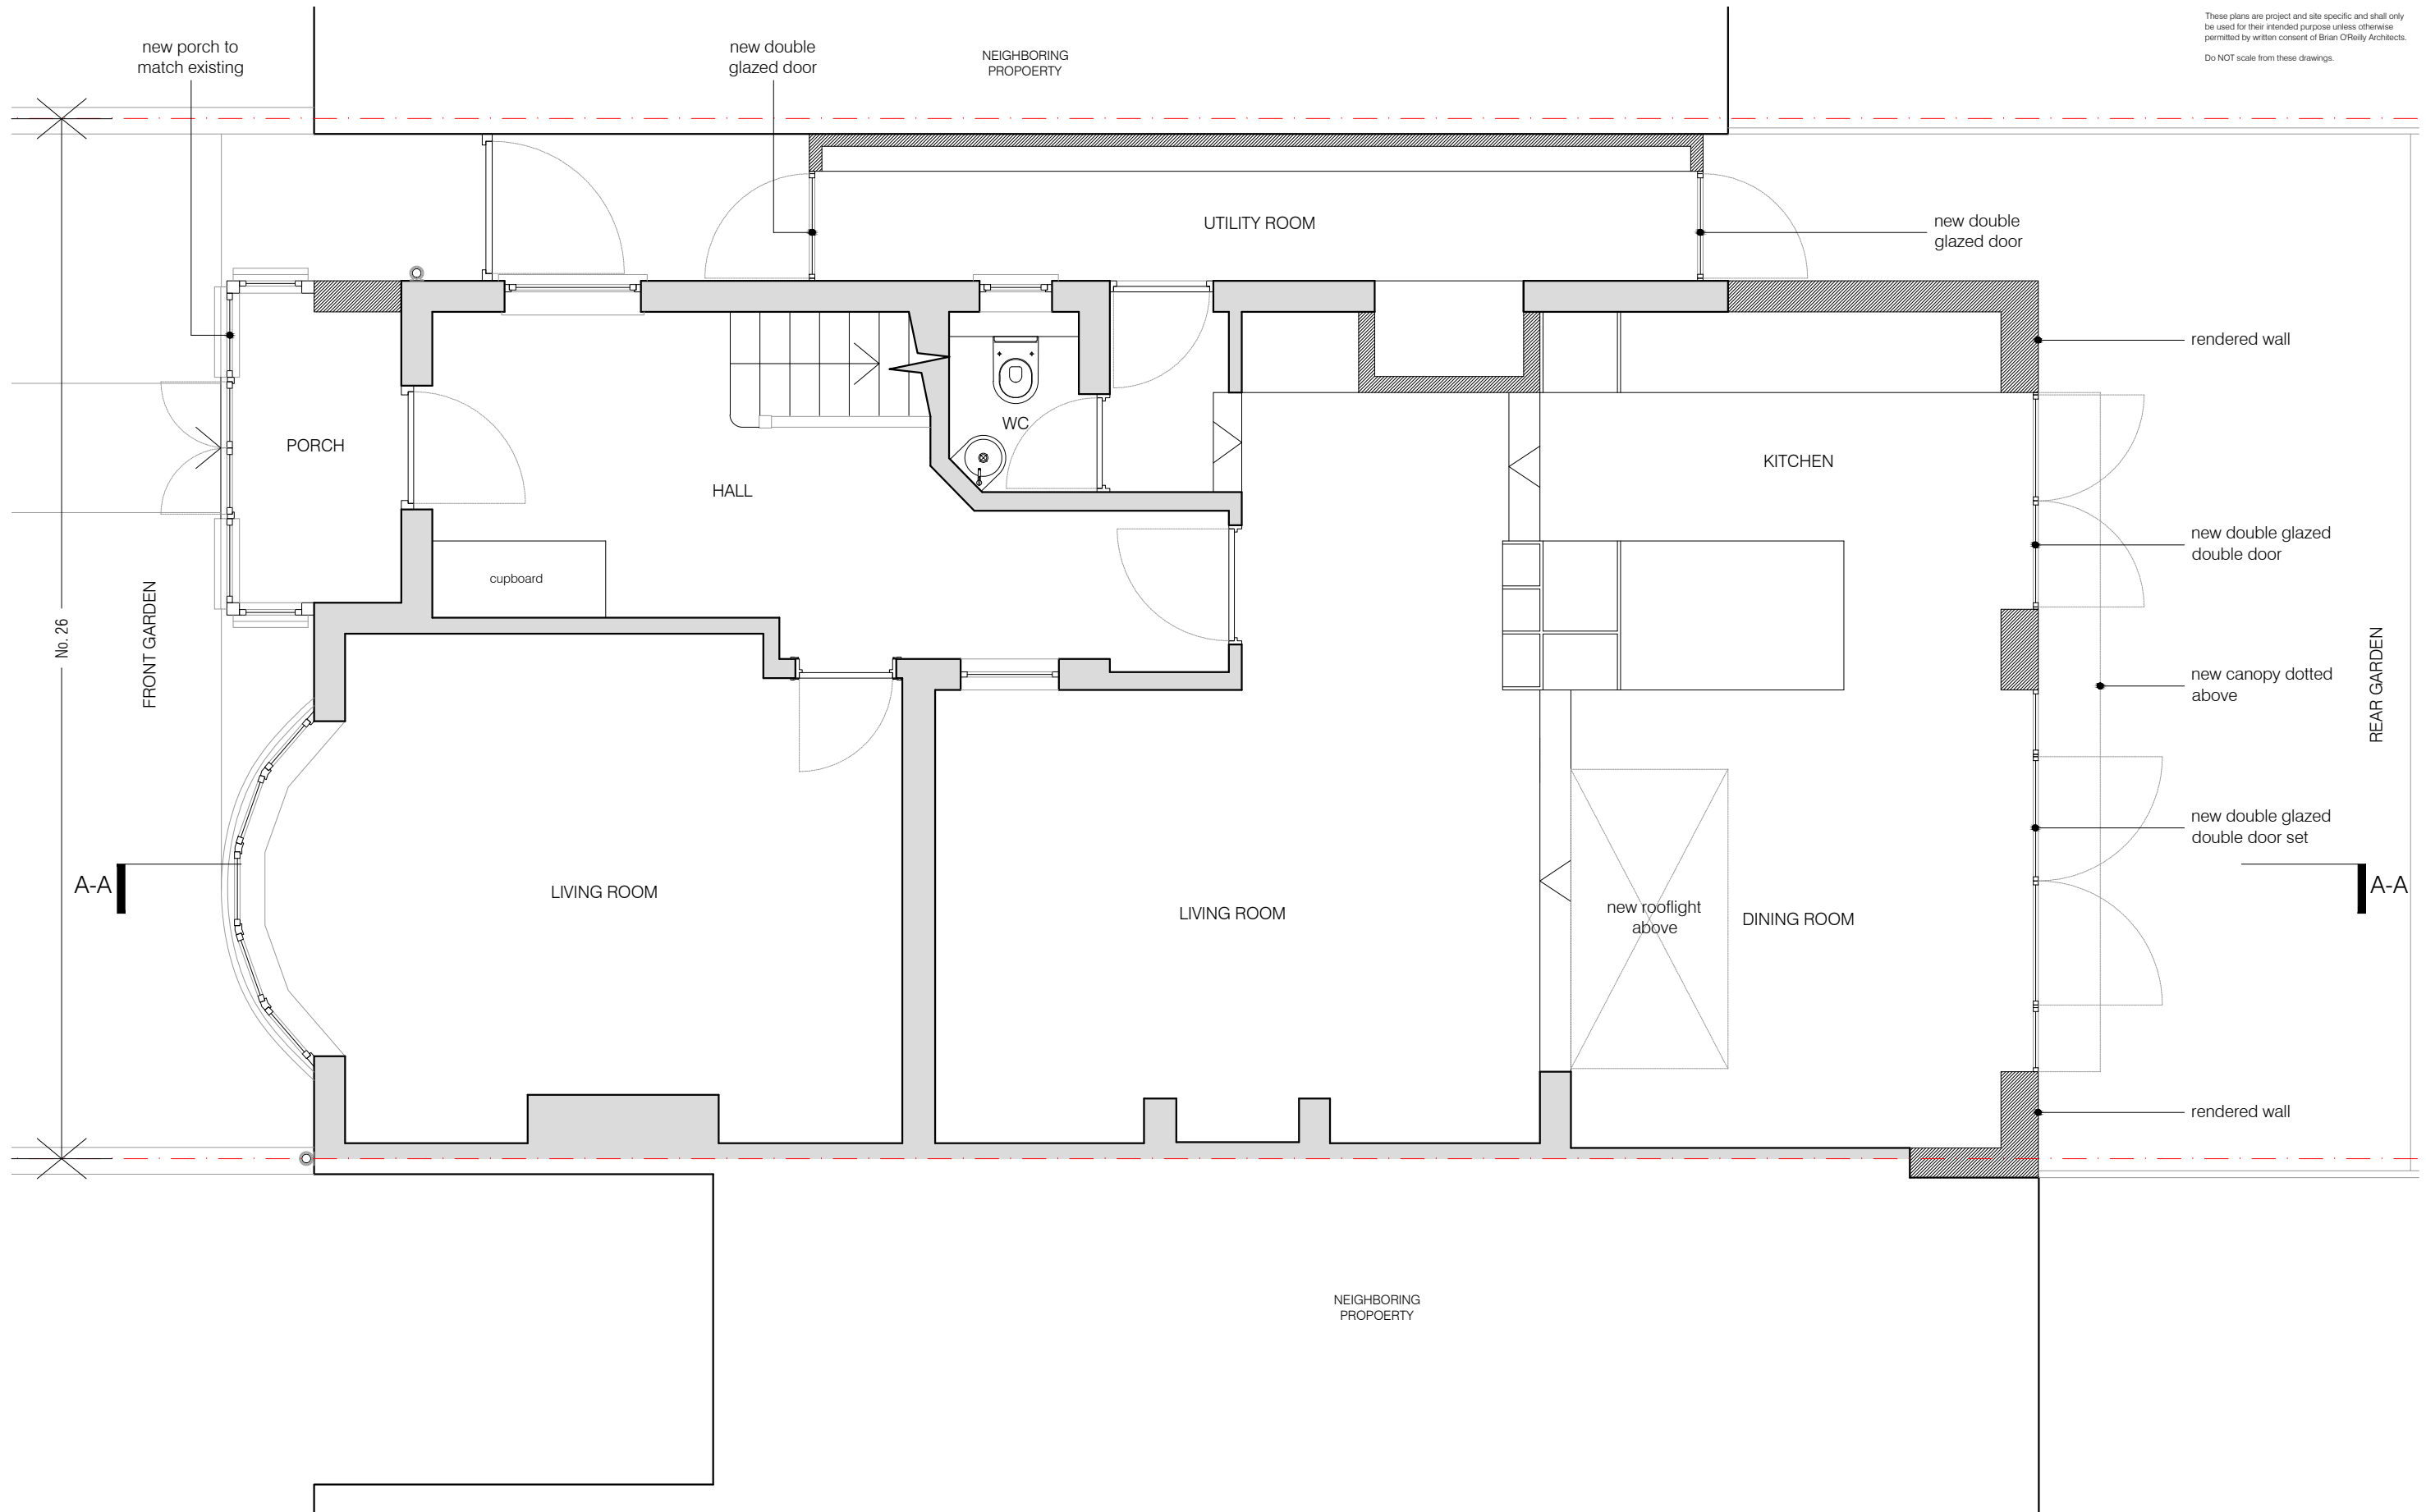 These plans are project and site specific and shall only
be used for their intended purpose unless otherwise
permitted by written consent of Brian O'Reilly Architects.
Do NOT scale from these drawings.
new porch to
match existing
new double
glazed door
NEIGHBORING
PROPOERTY
UTILITY ROOM
new double
glazed door
rendered wall
PORCH
WC
HALL
KITCHEN
new double glazed
double door
cupboard
No. 26
FRONT GARDEN
REAR GARDEN
new canopy dotted
above
new double glazed
double door set
A-A
LIVING ROOM
LIVING ROOM
new rooflight
above
DINING ROOM
A-A
rendered wall
NEIGHBORING
PROPOERTY